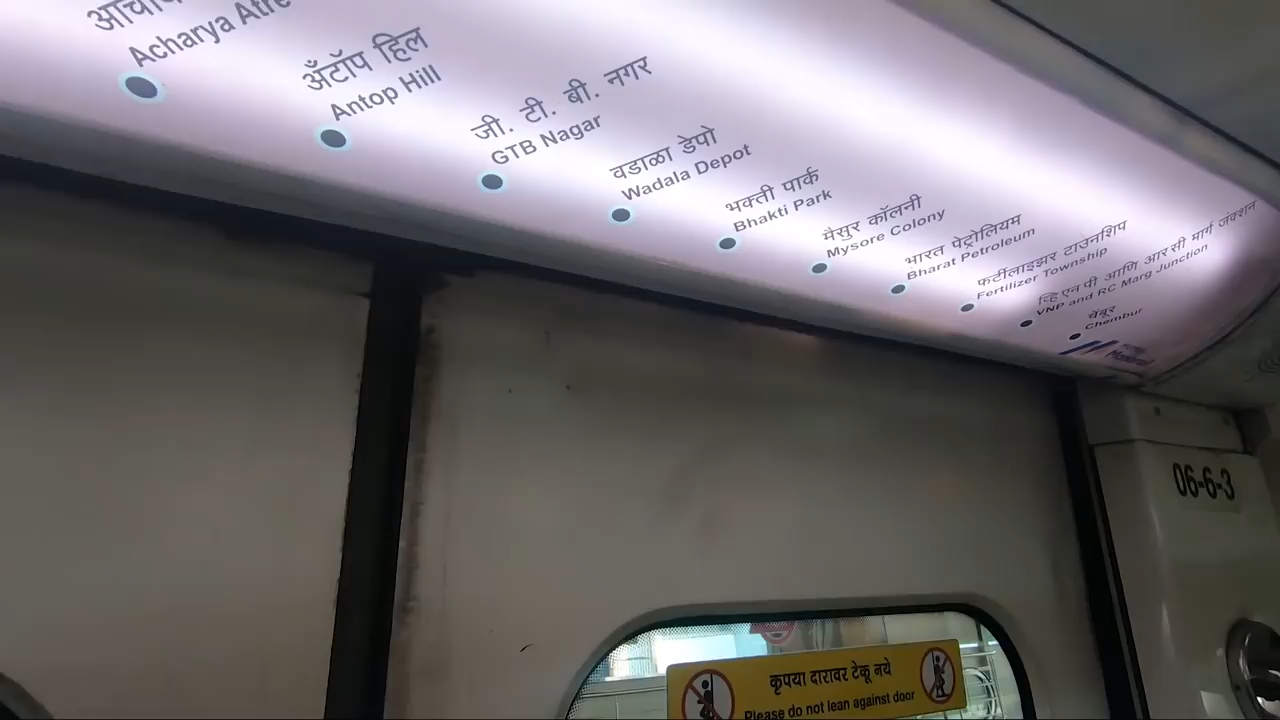 Acharya Atre
अँटॉप हिल
Antop Hill
जी. टी. बी. नगर
GTB Nagar
वडाळा डेपो
Wadala Depot
भक्ती पार्क
Bhakti Park
मैसुर कॉलनी
Mysore Colony
भारत पेट्रोलियम
Bharat Petroleum
फर्टीलाइझर टाउनशिप
Fertilizer Township
व्हि एन पी आणि आर सी मार्ग जंक्शन
VNP and RC Marg Junction
चेंबूर
Chembur
06-6-3
कृपया दारावर टेकू नये
Please do not lean against door